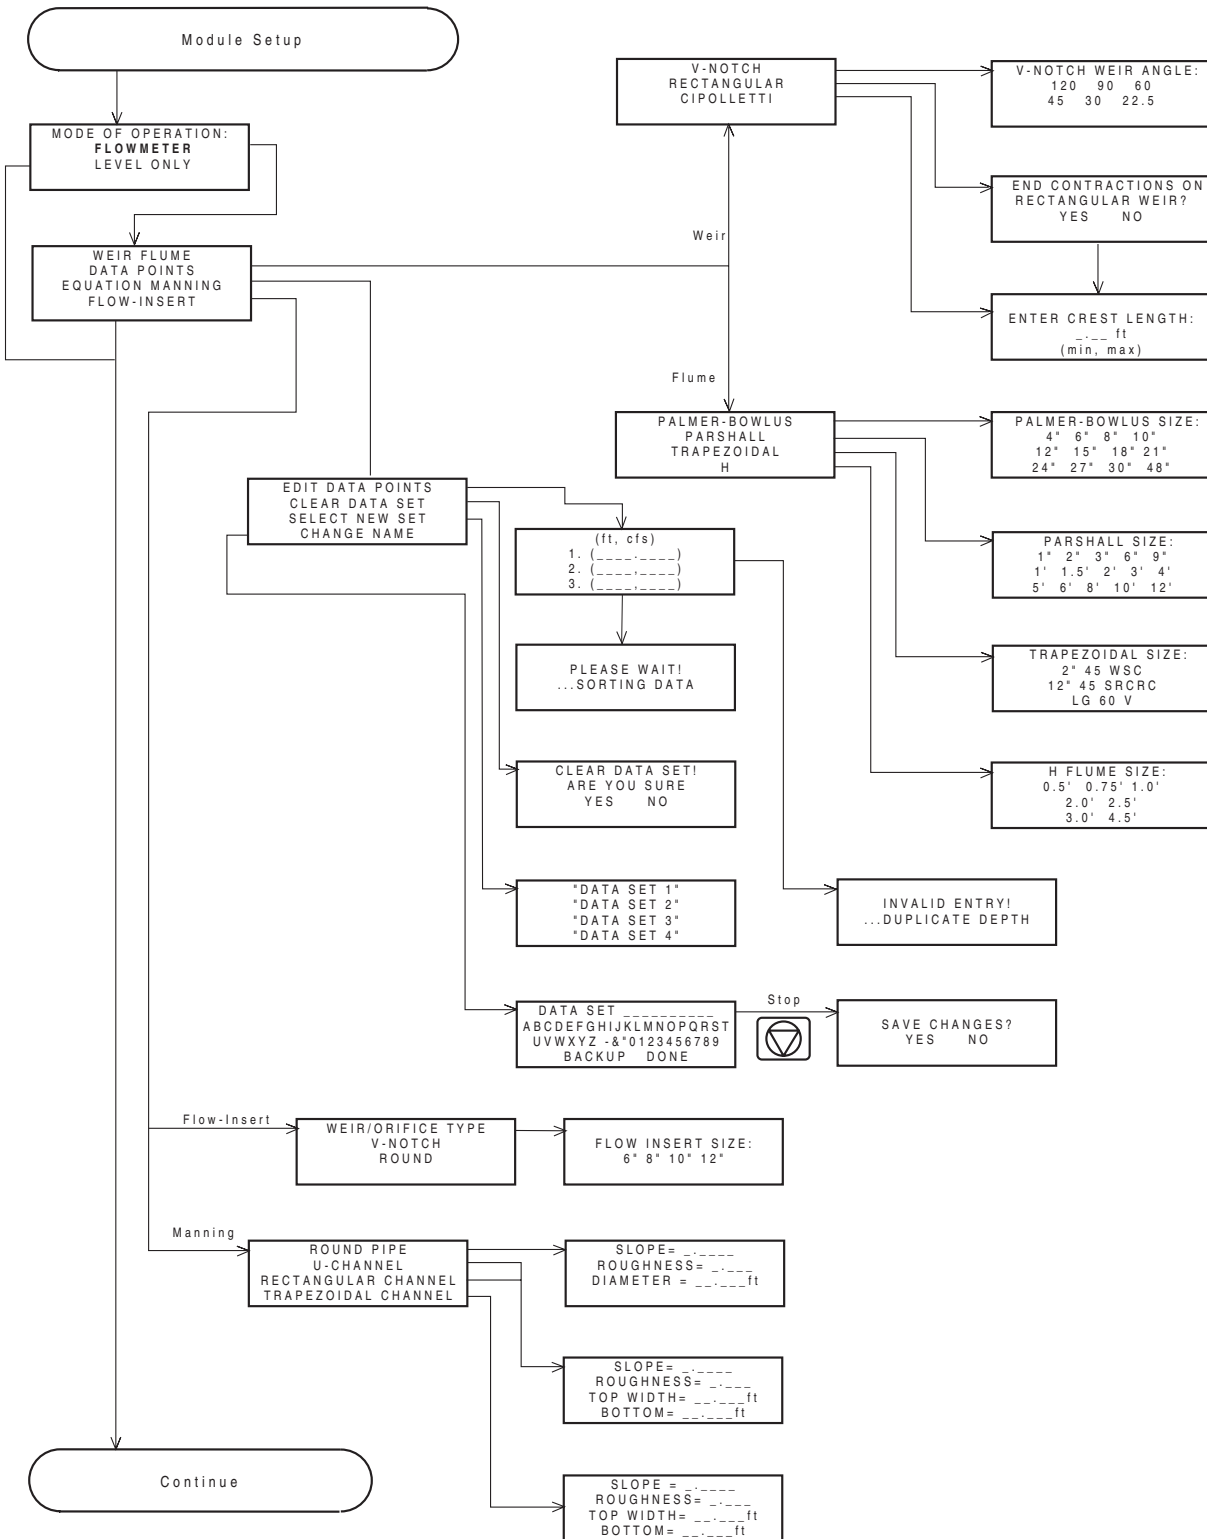 Module Setup
MODE OF OPERATION:
FLOWMETER
LEVEL ONLY
WEIR FLUME
DATA POINTS
EQUATION MANNING
FLOW-INSERT
Weir
V-NOTCH
RECTANGULAR
CIPOLLETTI
V-NOTCH WEIR ANGLE:
120 90 60
45 30 22.5
END CONTRACTIONS ON
RECTANGULAR WEIR?
YES NO
ENTER CREST LENGTH:
_.__ ft
(min, max)
Flume
PALMER-BOWLUS
PARSHALL
TRAPEZOIDAL
H
PALMER-BOWLUS SIZE:
4" 6" 8" 10"
12" 15" 18" 21"
24" 27" 30" 48"
PARSHALL SIZE:
1" 2" 3" 6" 9"
1' 1.5' 2' 3' 4'
5' 6' 8' 10' 12'
TRAPEZOIDAL SIZE:
2" 45 WSC
12" 45 SRCRC
LG 60 V
H FLUME SIZE:
0.5' 0.75' 1.0'
2.0' 2.5'
3.0' 4.5'
EDIT DATA POINTS
CLEAR DATA SET
SELECT NEW SET
CHANGE NAME
(ft, cfs)
1. (____.____)
2. (____,____)
3. (____,____)
PLEASE WAIT!
...SORTING DATA
CLEAR DATA SET!
ARE YOU SURE
YES NO
"DATA SET 1"
"DATA SET 2"
"DATA SET 3"
"DATA SET 4"
INVALID ENTRY!
...DUPLICATE DEPTH
DATA SET __________
ABCDEFGHIJKLMNOPQRST
UVWXYZ -&"0123456789
BACKUP DONE
Stop
SAVE CHANGES?
YES NO
Flow-Insert
WEIR/ORIFICE TYPE
V-NOTCH
ROUND
FLOW INSERT SIZE:
6" 8" 10" 12"
Manning
ROUND PIPE
U-CHANNEL
RECTANGULAR CHANNEL
TRAPEZOIDAL CHANNEL
SLOPE= _.____
ROUGHNESS= _.___
DIAMETER = __.___ft
SLOPE= _.____
ROUGHNESS= _.___
TOP WIDTH= __.___ft
BOTTOM= __.___ft
SLOPE = _.____
ROUGHNESS= _.___
TOP WIDTH= __.___ft
BOTTOM= __.___ft
Continue